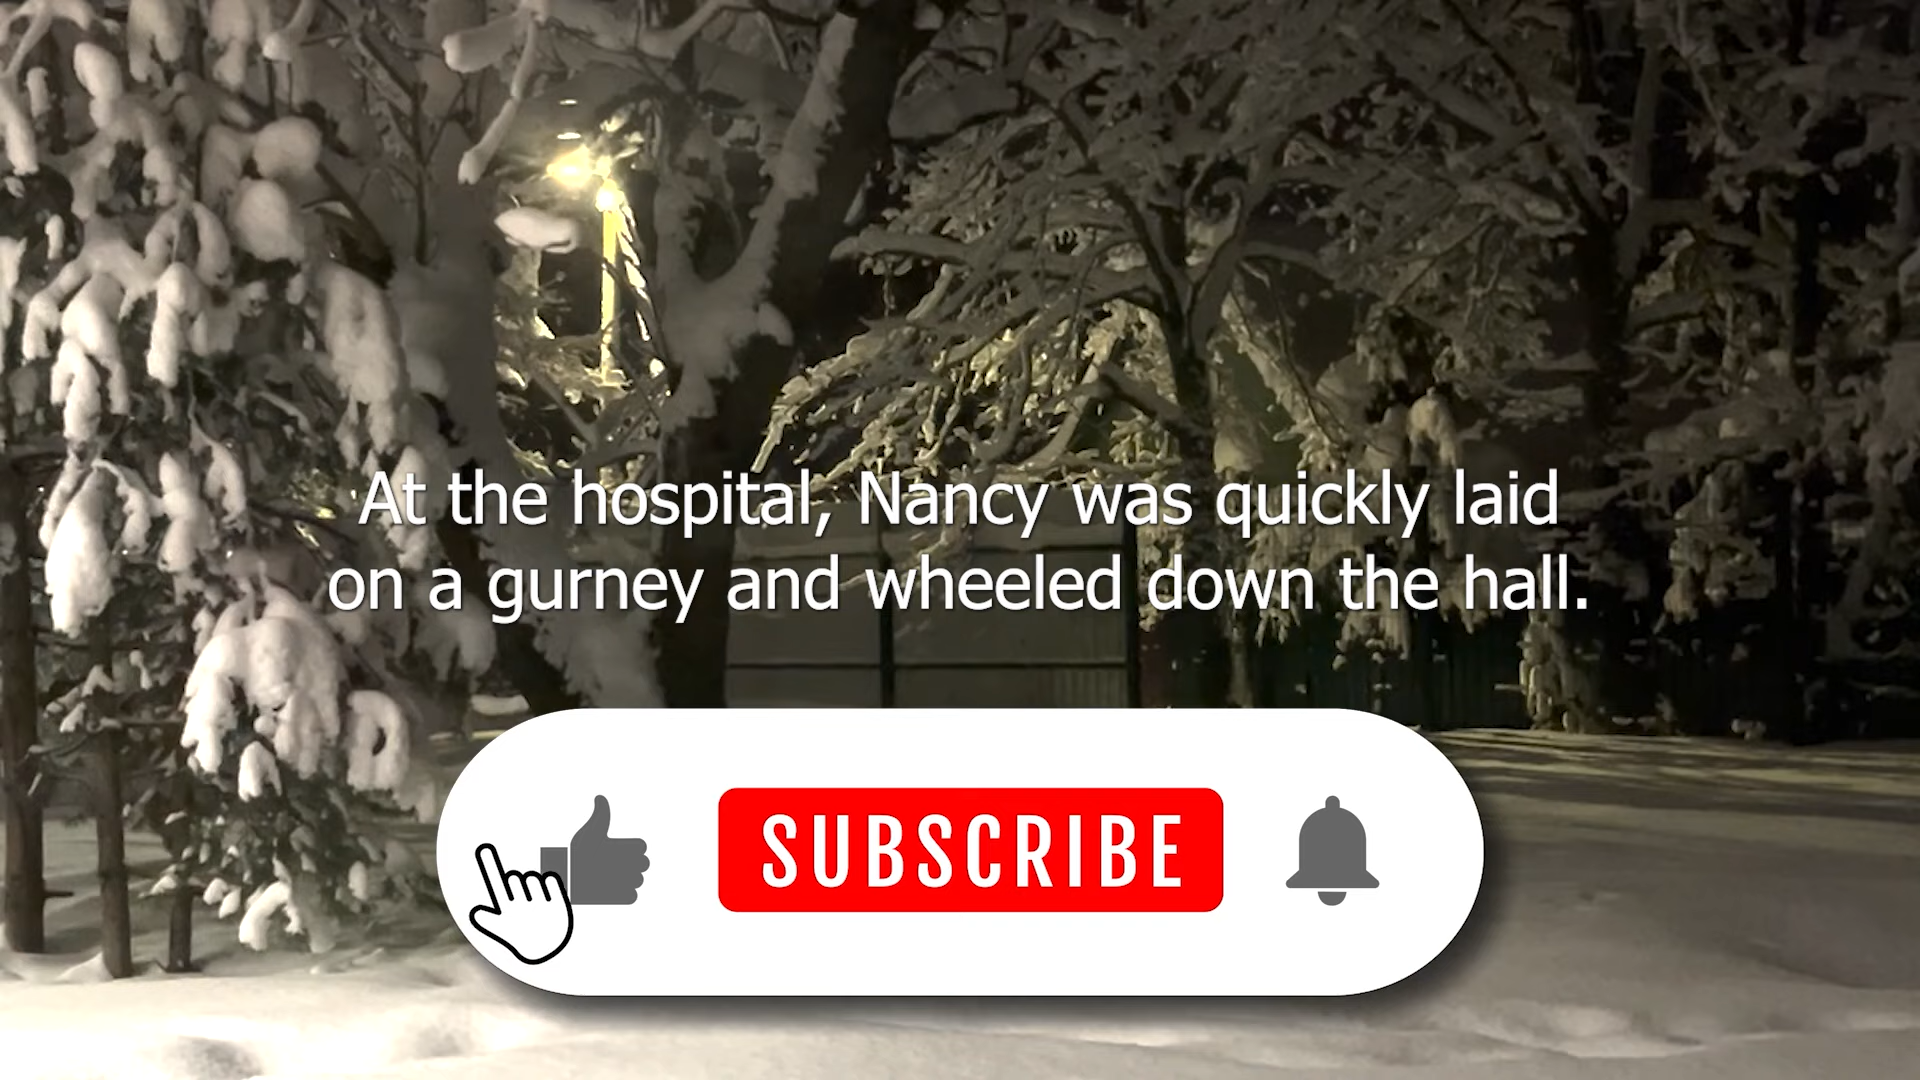 At the hospital, Nancy was quickly laid
on a gurney and wheeled down the hall.
SUBSCRIBE